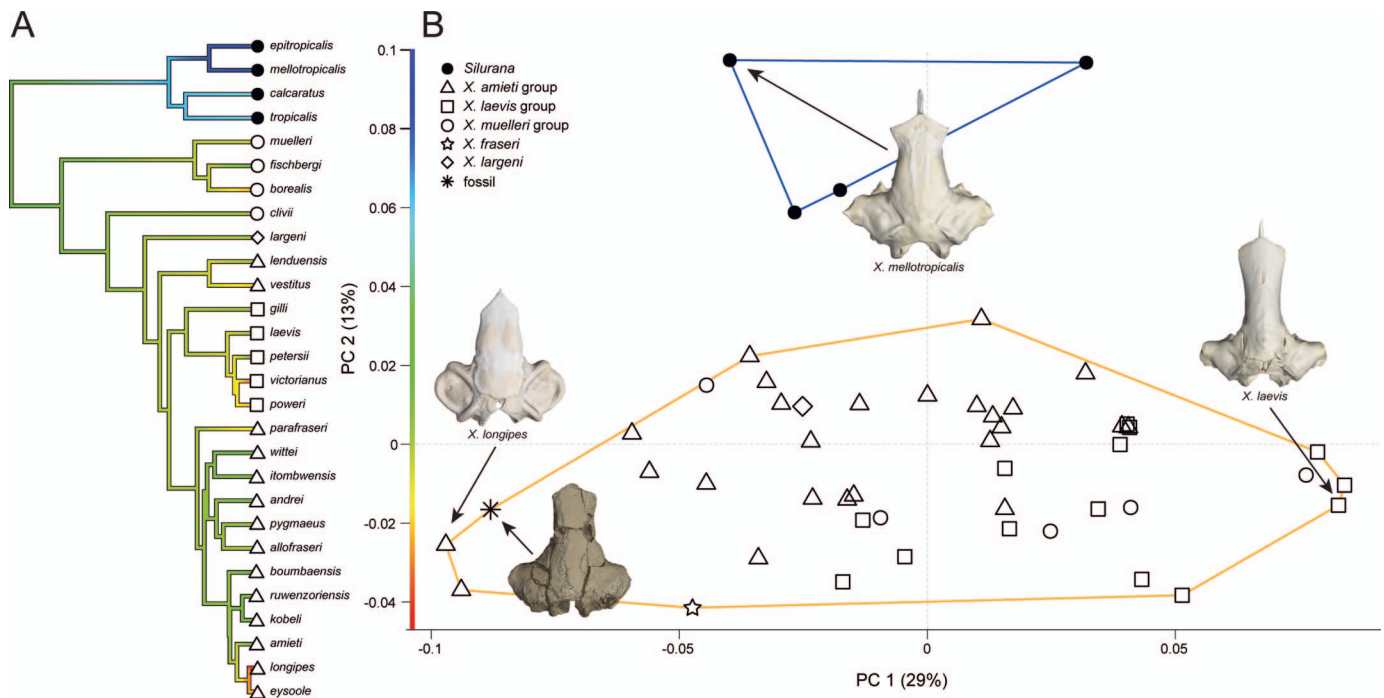 A
epitropicalis
mellotropicalis
calcaratus
tropicalis
muelleri
fischbergi
borealis
clivii
largeni
lenduensis
vestitus
gilli
laevis
petersii
victorianus
poweri
parafraseri
wittei
itombwensis
andrei
pygmaeus
allofraseri
boumbaensis
ruwenzoriensis
kobeli
amieti
longipes
eysoole
B
0.1
0.08
0.06
0.04
0.02
0
-0.02
-0.04
PC 2 (13%)
Silurana
X. amieti group
X. laevis group
X. muelleri group
X. fraseri
X. largeni
fossil
X. mellotropicalis
X. longipes
X. laevis
-0.1
-0.05
0
0.05
PC 1 (29%)